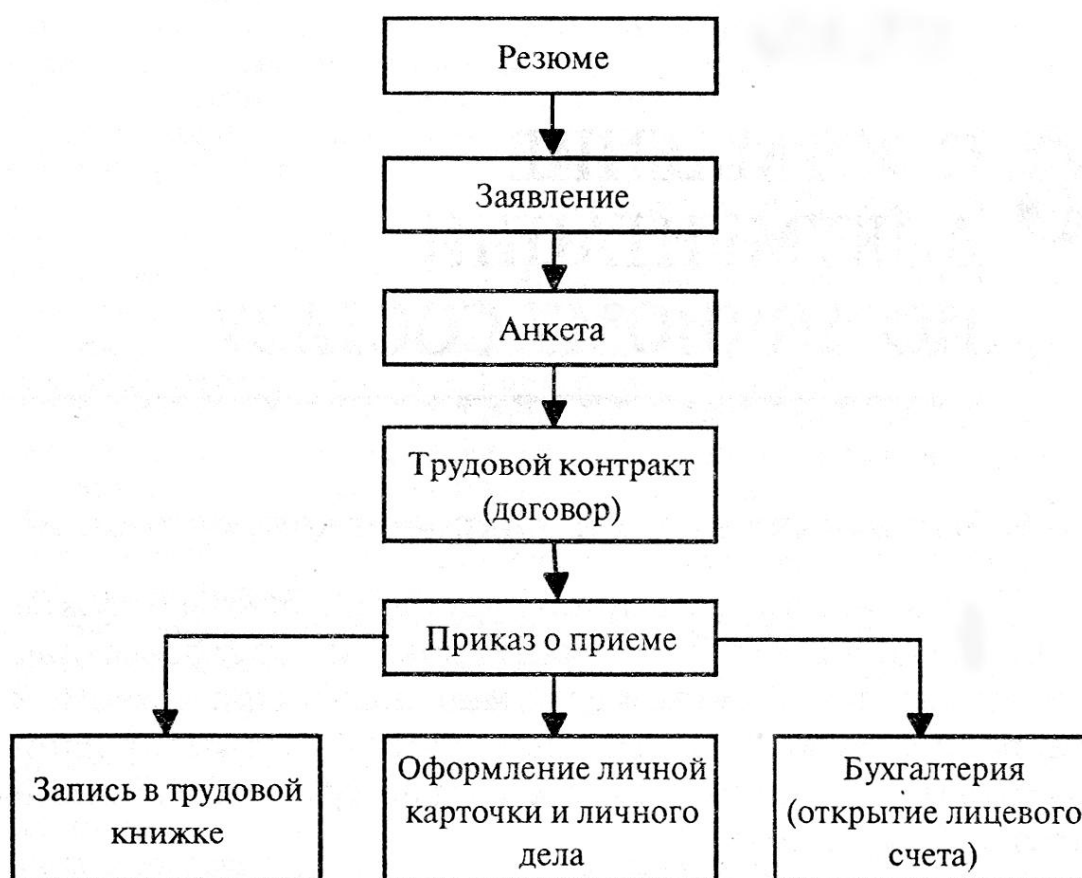 Резюме
Заявление
Анкета
Трудовой контракт
(договор)
Приказ о приеме
Запись в трудовой
книжке
Оформление личной
карточки и личного
дела
Бухгалтерия
(открытие лицевого
счета)